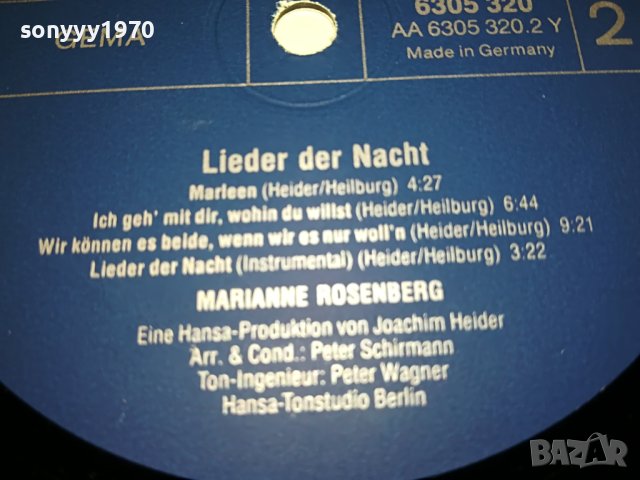 sonyyy1970
GEMA
6305 320
AA 6305 320.2 Y
Made in Germany
2
Lieder der Nacht
Marleen (Heider/Heilburg) 4:27
Ich geh' mit dir, wohin du willst (Heider/Heilburg) 6:44
Wir können es beide, wenn wir es nur woll'n (Heider/Heilburg) 9:21
Lieder der Nacht (Instrumental) (Heider/Heilburg) 3:22
MARIANNE ROSENBERG
Eine Hansa-Produktion von Joachim Heider
Arr. & Cond.: Peter Schirmann
Ton-Ingenieur: Peter Wagner
Hansa-Tonstudio Berlin
BAZAR